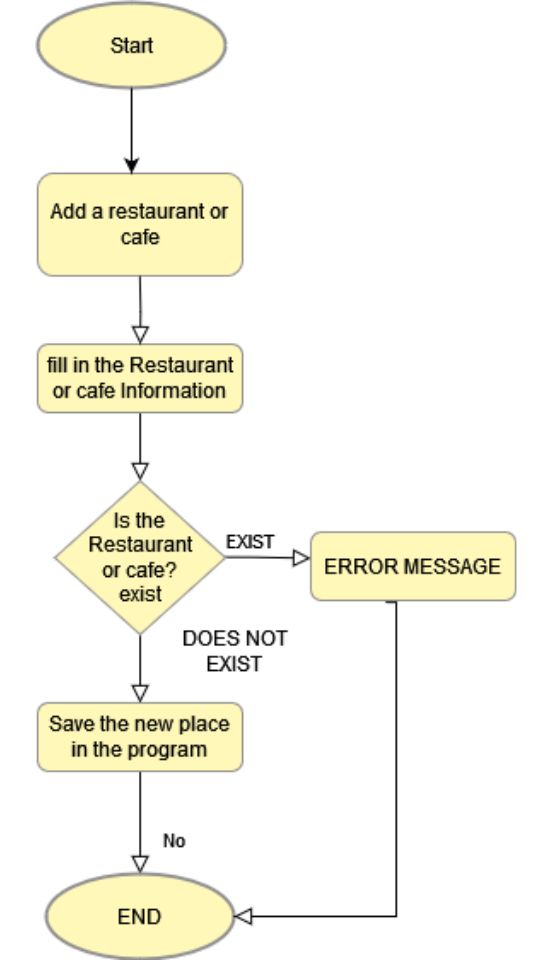 Start
Add a restaurant or
cafe
fill in the Restaurant
or cafe Information
Is the
Restaurant
or cafe?
exist
EXIST
ERROR MESSAGE
DOES NOT
EXIST
Save the new place
in the program
No
END